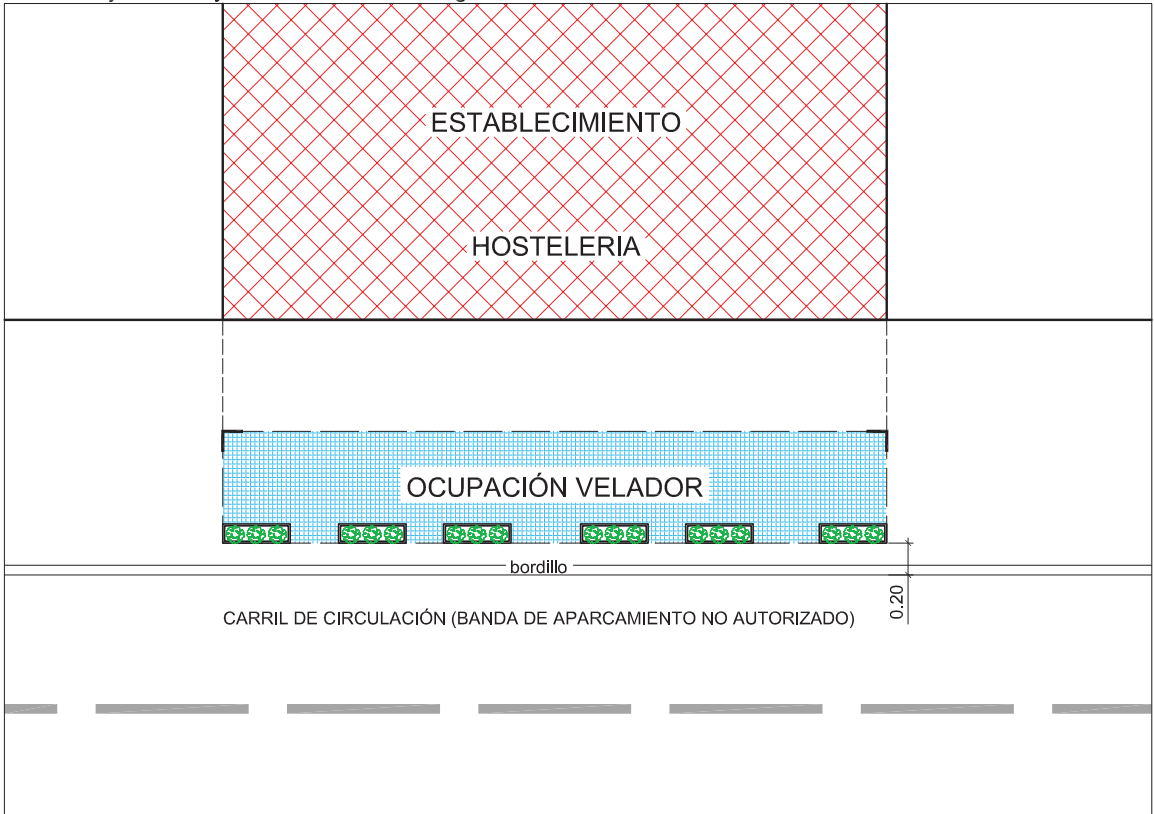 ESTABLECIMIENTO
HOSTELERIA
OCUPACIÓN VELADOR
bordillo
0.20
CARRIL DE CIRCULACIÓN (BANDA DE APARCAMIENTO NO AUTORIZADO)